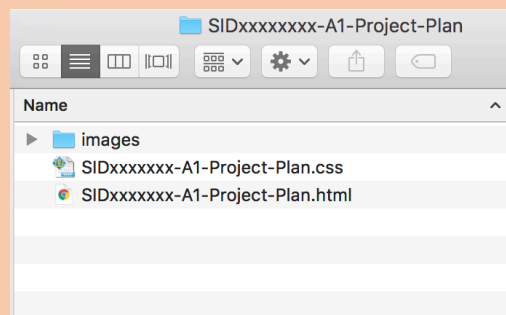 SIDxxxxxxxx-A1-Project-Plan
Name
images
SIDxxxxxxx-A1-Project-Plan.css
SIDxxxxxxx-A1-Project-Plan.html